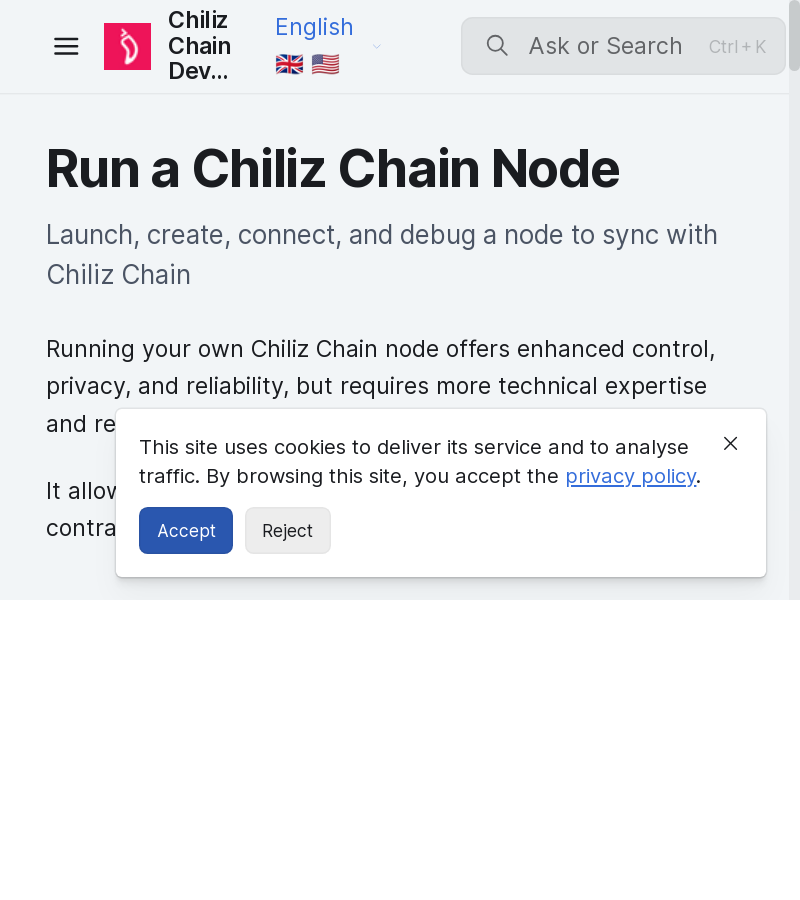 Chiliz
Chain
Dev...
English
🇬🇧 🇺🇸
Ask or Search
Ctrl + K
Run a Chiliz Chain Node
Launch, create, connect, and debug a node to sync with
Chiliz Chain
Running your own Chiliz Chain node offers enhanced control,
privacy, and reliability, but requires more technical expertise
and re
It allow
contra
This site uses cookies to deliver its service and to analyse
traffic. By browsing this site, you accept the privacy policy.
Accept
Reject